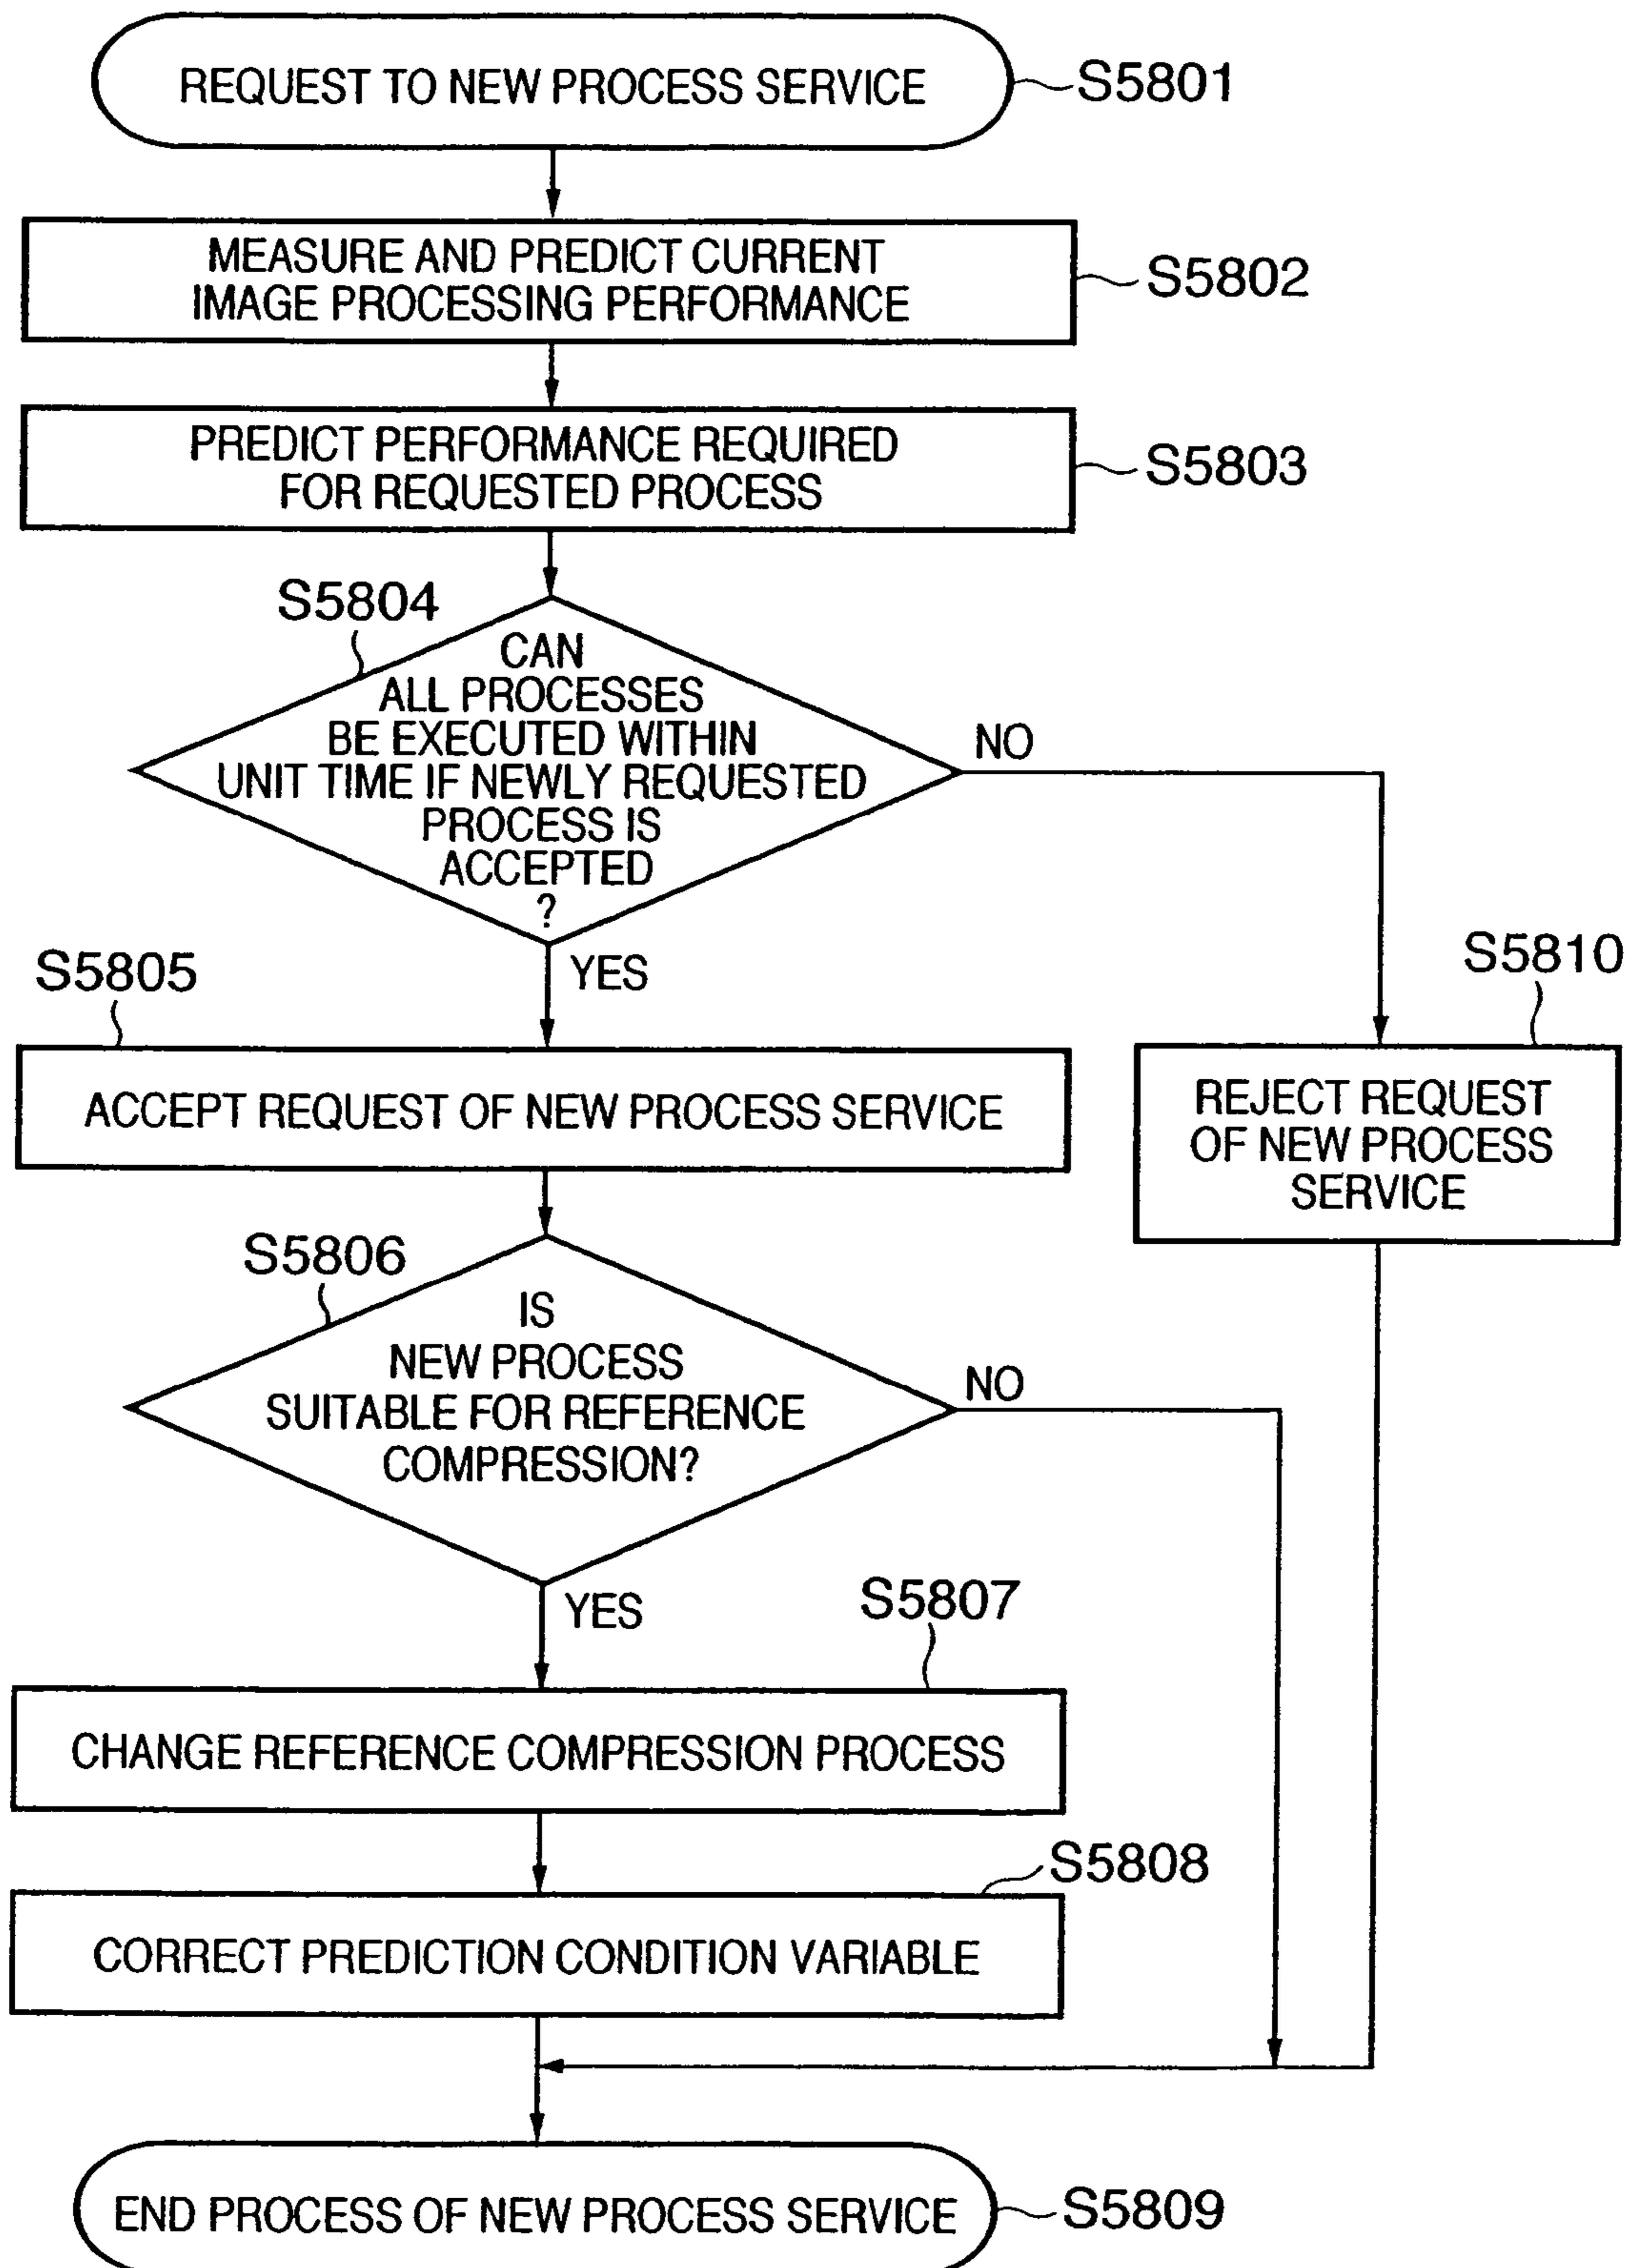 REQUEST TO NEW PROCESS SERVICE
S5801
MEASURE AND PREDICT CURRENT
IMAGE PROCESSING PERFORMANCE
S5802
PREDICT PERFORMANCE REQUIRED
FOR REQUESTED PROCESS
S5803
S5804
CAN
ALL PROCESSES
BE EXECUTED WITHIN
UNIT TIME IF NEWLY REQUESTED
PROCESS IS
ACCEPTED
?
NO
YES
S5805
ACCEPT REQUEST OF NEW PROCESS SERVICE
S5810
REJECT REQUEST
OF NEW PROCESS
SERVICE
S5806
IS
NEW PROCESS
SUITABLE FOR REFERENCE
COMPRESSION?
NO
YES
S5807
CHANGE REFERENCE COMPRESSION PROCESS
S5808
CORRECT PREDICTION CONDITION VARIABLE
END PROCESS OF NEW PROCESS SERVICE
S5809